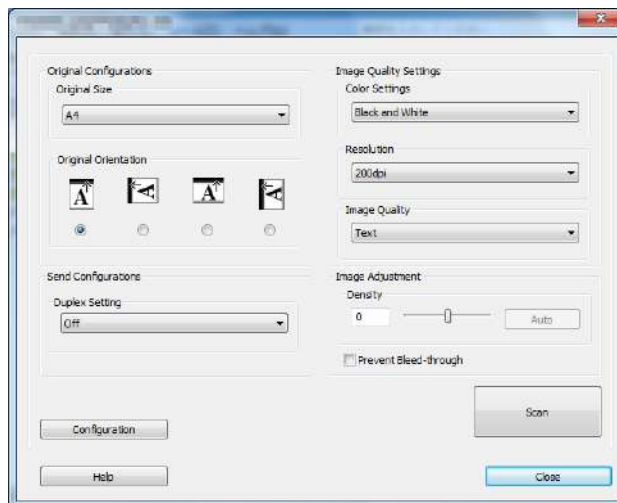 Original Configurations
Original Size
A4
Original Orientation
A A A A
Send Configurations
Duplex Setting
Off
Configuration
Help
Image Quality Settings
Color Settings
Black and White
Resolution
200dpi
Image Quality
Text
Image Adjustment
Density
0
Auto
Prevent Bleed-through
Scan
Close